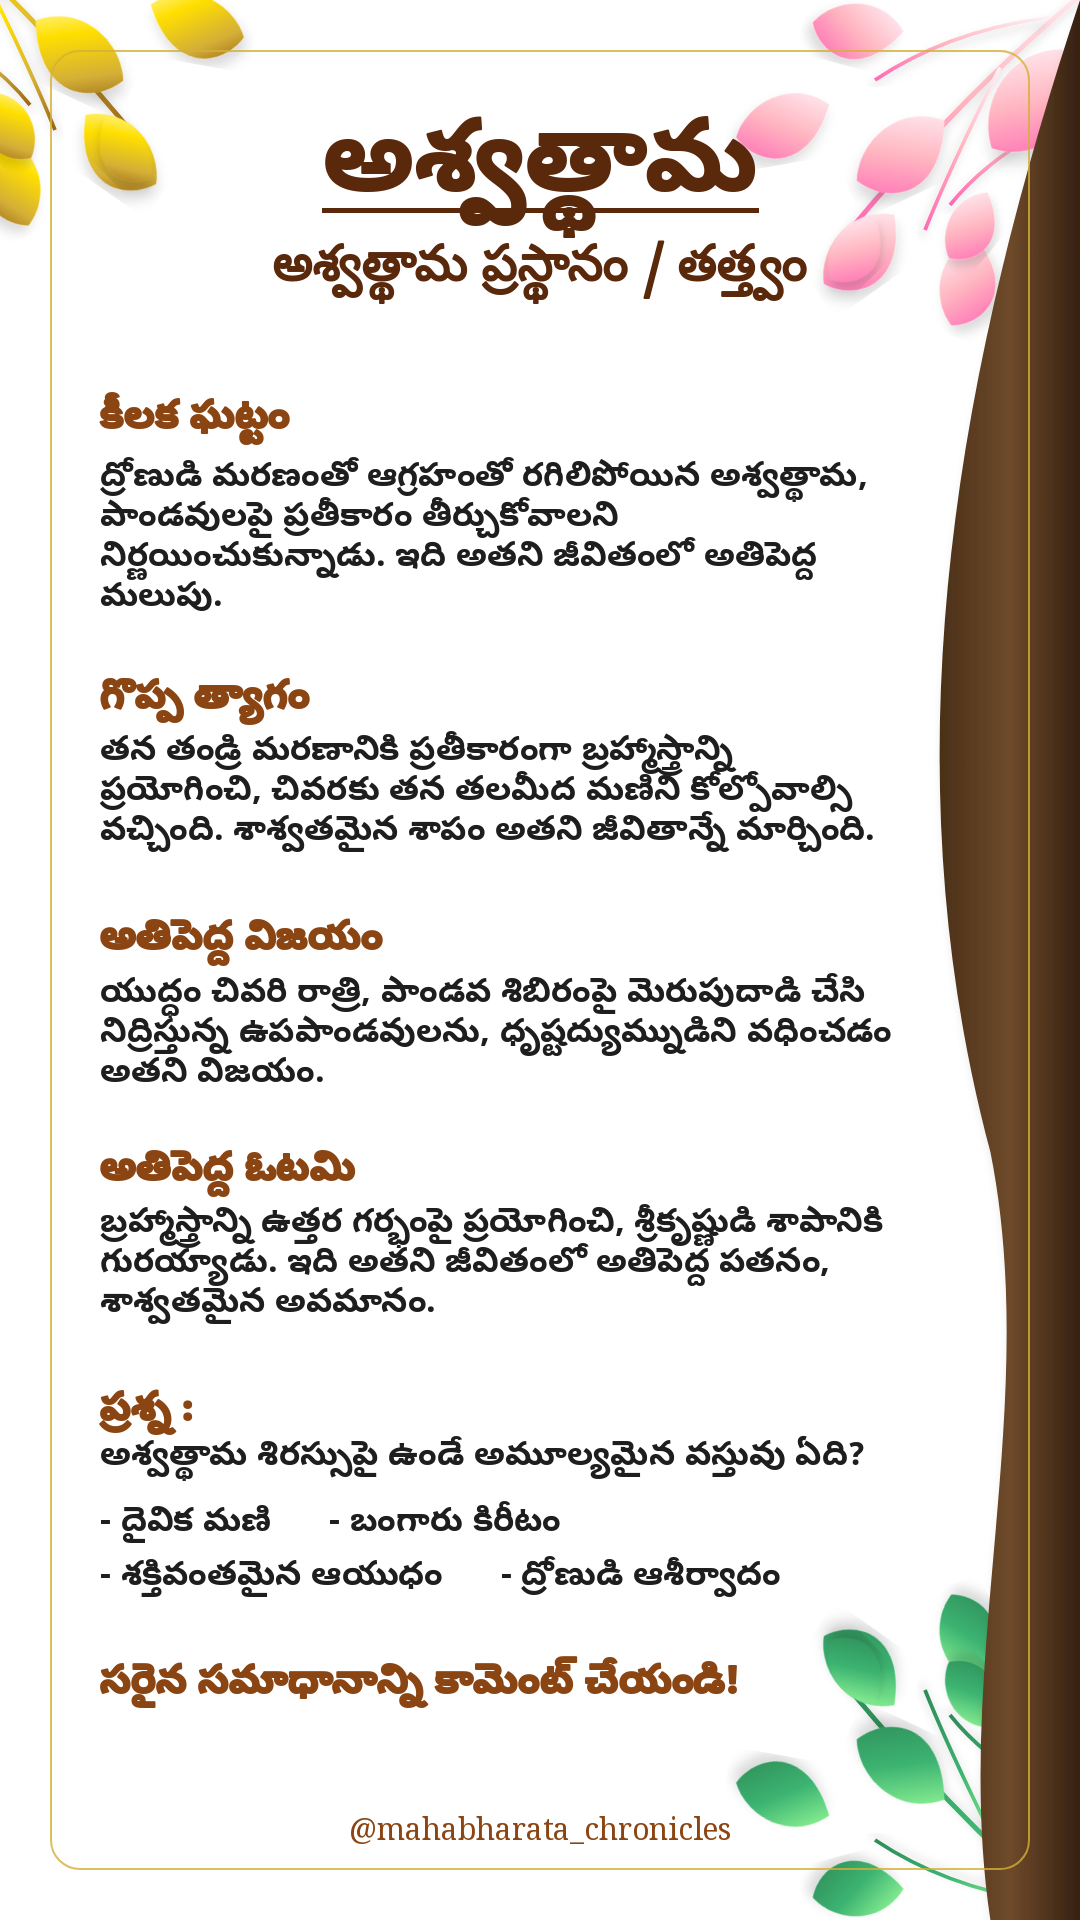 అశ్వత్థామ
అశ్వత్థామ ప్రస్థానం / తత్త్వం
కీలక ఘట్టం
ద్రోణుడి మరణంతో ఆగ్రహంతో రగిలిపోయిన అశ్వత్థామ,
పాండవులపై ప్రతీకారం తీర్చుకోవాలని
నిర్ణయించుకున్నాడు. ఇది అతని జీవితంలో అతిపెద్ద
మలుపు.
గొప్ప త్యాగం
తన తండ్రి మరణానికి ప్రతీకారంగా బ్రహ్మాస్త్రాన్ని
ప్రయోగించి, చివరకు తన తలమీద మణిని కోల్పోవాల్సి
వచ్చింది. శాశ్వతమైన శాపం అతని జీవితాన్నే మార్చింది.
అతిపెద్ద విజయం
యుద్ధం చివరి రాత్రి, పాండవ శిబిరంపై మెరుపుదాడి చేసి
నిద్రిస్తున్న ఉపపాండవులను, ధృష్టద్యుమ్నుడిని వధించడం
అతని విజయం.
అతిపెద్ద ఓటమి
బ్రహ్మాస్త్రాన్ని ఉత్తర గర్భంపై ప్రయోగించి, శ్రీకృష్ణుడి శాపానికి
గురయ్యాడు. ఇది అతని జీవితంలో అతిపెద్ద పతనం,
శాశ్వతమైన అవమానం.
ప్రశ్న :
అశ్వత్థామ శిరస్సుపై ఉండే అమూల్యమైన వస్తువు ఏది?
- దైవిక మణి - బంగారు కిరీటం
- శక్తివంతమైన ఆయుధం - ద్రోణుడి ఆశీర్వాదం
సరైన సమాధానాన్ని కామెంట్ చేయండి!
@mahabharata_chronicles